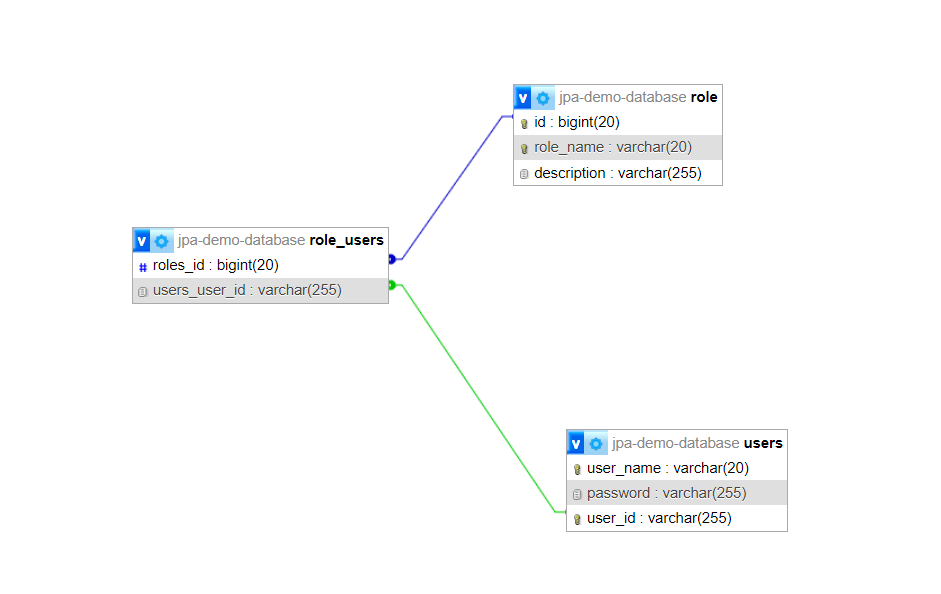 v jpa-demo-database role
id : bigint(20)
role_name : varchar(20)
description : varchar(255)
v jpa-demo-database role_users
# roles_id : bigint(20)
users_user_id : varchar(255)
v jpa-demo-database users
user_name : varchar(20)
password : varchar(255)
user_id : varchar(255)